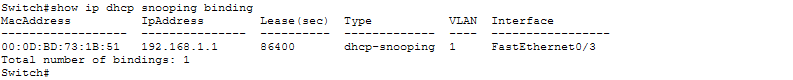 Switch#show ip dhcp snooping binding
MacAddress          IpAddress        Lease(sec)  Type           VLAN  Interface
------------------  ---------------  ----------  -------------  ----  -----------------
00:0D:BD:73:1B:51   192.168.1.1      86400       dhcp-snooping  1     FastEthernet0/3
Total number of bindings: 1
Switch#